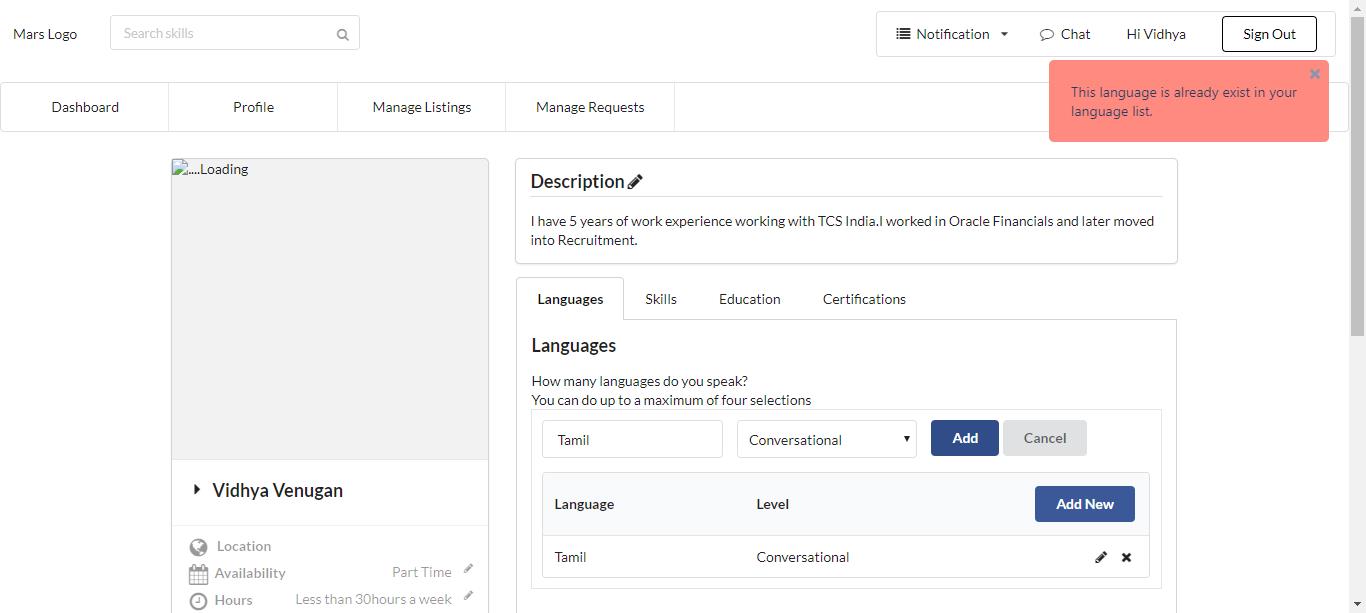 Mars Logo
Search skills
Notification
Chat
Hi Vidhya
Sign Out
This language is already exist in your
language list.
Dashboard
Profile
Manage Listings
Manage Requests
....Loading
Description
I have 5 years of work experience working with TCS India.I worked in Oracle Financials and later moved
into Recruitment.
Languages
Skills
Education
Certifications
Languages
How many languages do you speak?
You can do up to a maximum of four selections
Tamil
Conversational
Add
Cancel
Language
Level
Add New
Tamil
Conversational
Vidhya Venugan
Location
Availability
Part Time
Hours
Less than 30hours a week